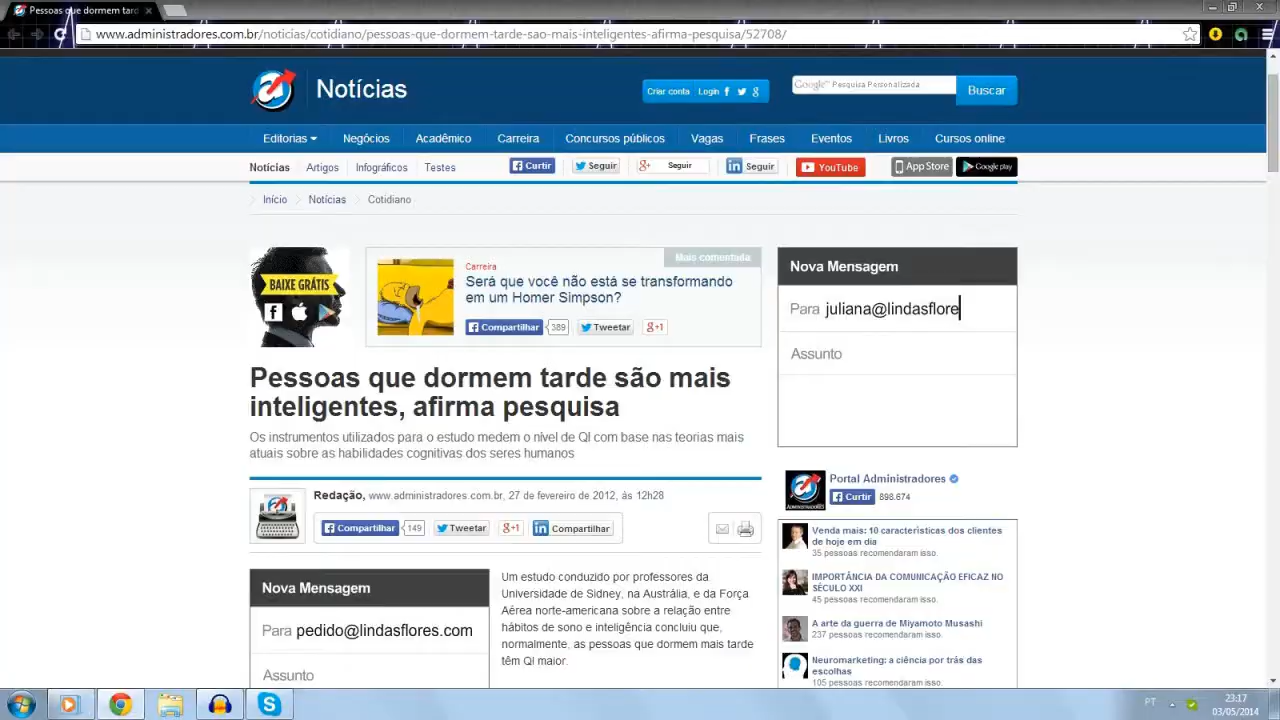 Pessoas que dormem tard
www.administradores.com.br/noticias/cotidiano/pessoas-que-dormem-tarde-sao-mais-inteligentes-afirma-pesquisa/52708/
Notícias
Criar conta Login
Google™ Pesquisa Personalizada
Buscar
Editorias Negócios Acadêmico Carreira Concursos públicos Vagas Frases Eventos Livros Cursos online
Notícias Artigos Infográficos Testes
Curtir Seguir Seguir Seguir YouTube App Store Google play
Início Notícias Cotidiano
BAIXE GRÁTIS
Mais comentada
Carreira
Será que você não está se transformando
em um Homer Simpson?
Compartilhar 389 Tweetar +1
Nova Mensagem
Para juliana@lindasflore
Assunto
Pessoas que dormem tarde são mais
inteligentes, afirma pesquisa
Os instrumentos utilizados para o estudo medem o nível de QI com base nas teorias mais
atuais sobre as habilidades cognitivas dos seres humanos
Redação, www.administradores.com.br, 27 de fevereiro de 2012, às 12h28
Compartilhar 149 Tweetar +1 Compartilhar
Portal Administradores
Curtir 898.674
ADMINISTRADORES
Venda mais: 10 características dos clientes
de hoje em dia
35 pessoas recomendaram isso.
IMPORTÂNCIA DA COMUNICAÇÃO EFICAZ NO
SÉCULO XXI
45 pessoas recomendaram isso.
A arte da guerra de Miyamoto Musashi
237 pessoas recomendaram isso.
Neuromarketing: a ciência por trás das
escolhas
105 pessoas recomendaram isso.
Nova Mensagem
Para pedido@lindasflores.com
Assunto
Um estudo conduzido por professores da
Universidade de Sidney, na Austrália, e da Força
Aérea norte-americana sobre a relação entre
hábitos de sono e inteligência concluiu que,
normalmente, as pessoas que dormem mais tarde
têm QI maior.
PT
23:17
03/05/2014